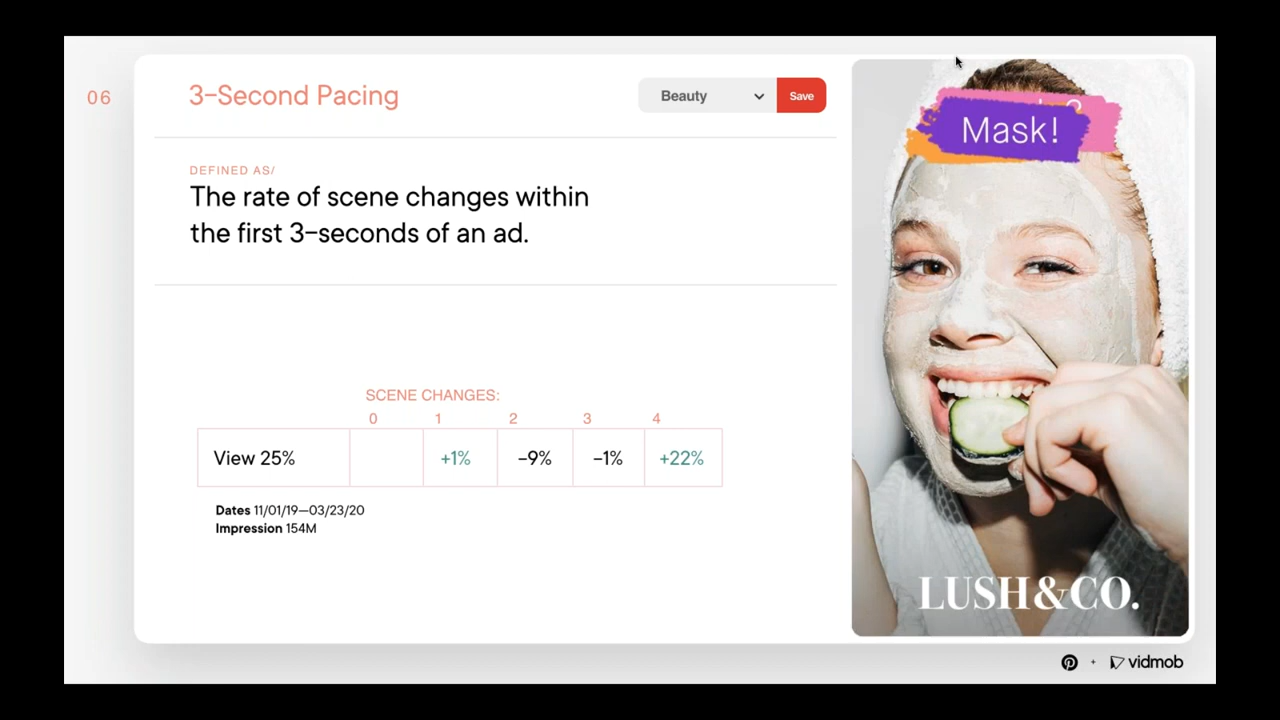 06
3–Second Pacing
Beauty
Save
DEFINED AS/
The rate of scene changes within
the first 3–seconds of an ad.
SCENE CHANGES:
0 1 2 3 4
View 25% +1% –9% –1% +22%
Dates 11/01/19—03/23/20
Impression 154M
Mask!
LUSH&CO.
+ vidmob